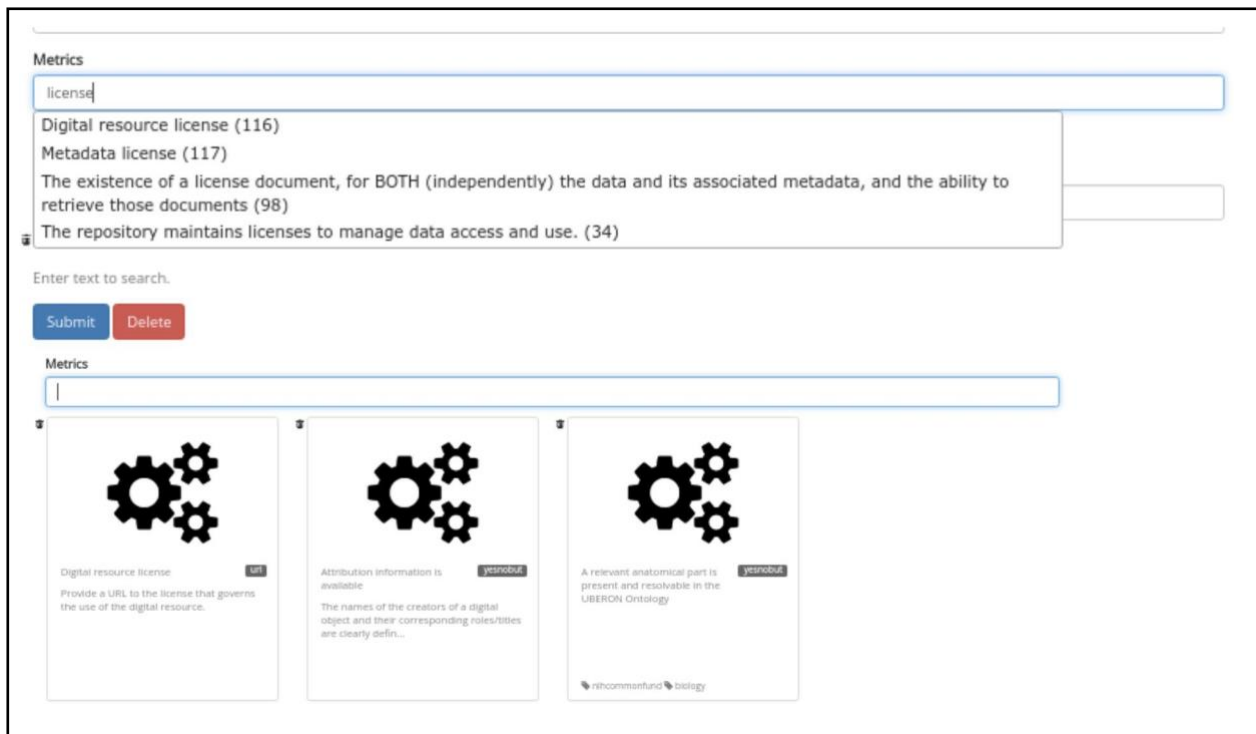 Metrics
license
Digital resource license (116)
Metadata license (117)
The existence of a license document, for BOTH (independently) the data and its associated metadata, and the ability to
retrieve those documents (98)
The repository maintains licenses to manage data access and use. (34)
Enter text to search.
Submit Delete
Metrics
Digital resource license url
Provide a URL to the license that governs
the use of the digital resource.
Attribution information is yesnobut
available
The names of the creators of a digital
object and their corresponding roles/titles
are clearly defin...
A relevant anatomical part is yesnobut
present and resolvable in the
UBERON Ontology
nihcommonfund biology